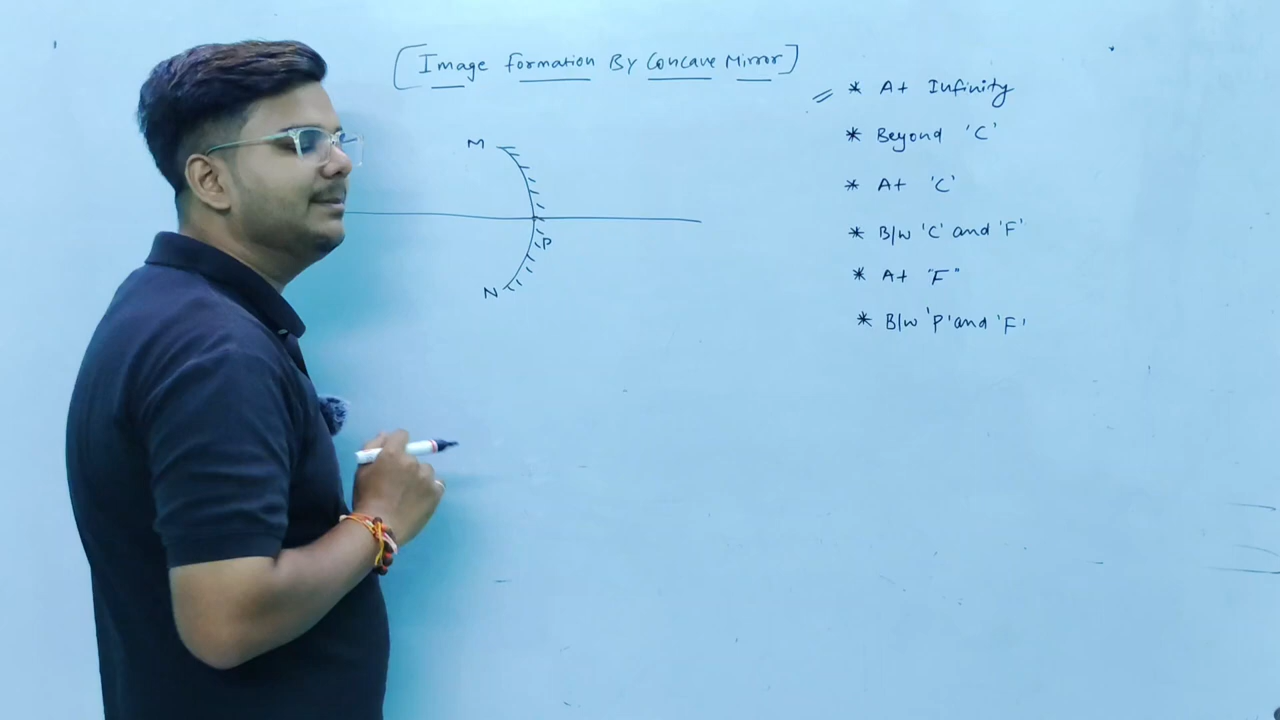 [Image formation By Concave Mirror]
* At Infinity
* Beyond 'C'
* At 'C'
* B/w 'C' and 'F'
* At 'F"
* B/w 'P' and 'F'
M
P
N